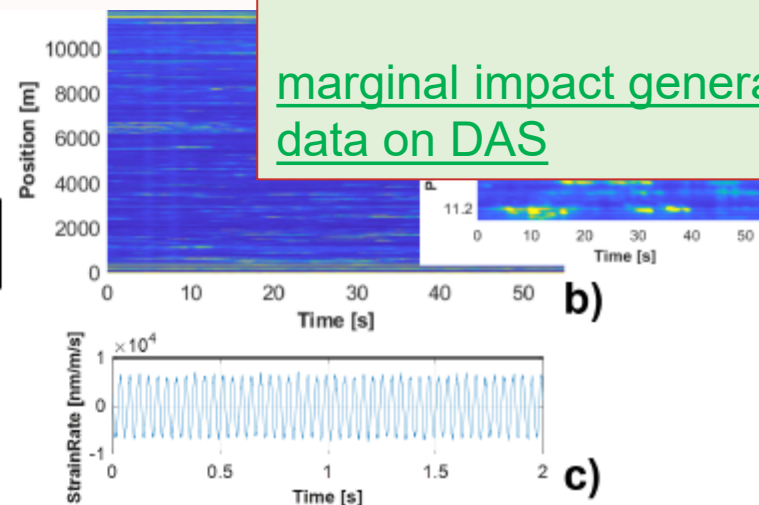 marginal impact genera
data on DAS
Position [m]
10000
8000
6000
4000
2000
0
0 10 20 30 40 50
Time [s]
b)
11.2
0 10 20 30 40 50
Time [s]
StrainRate [nm/m/s]
×10⁴
1
0
-1
0 0.5 1 1.5 2
Time [s]
c)